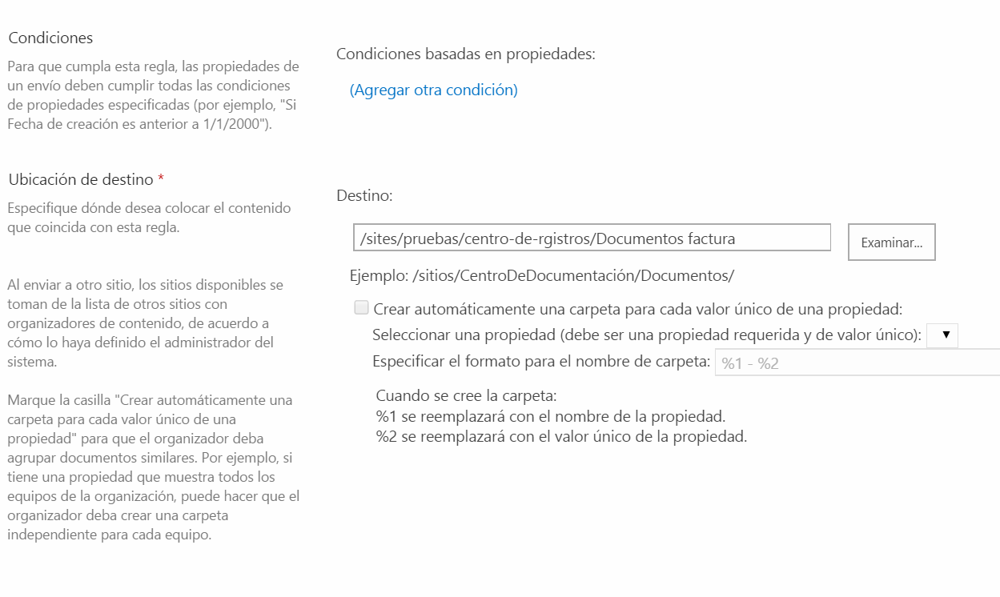 Condiciones
Para que cumpla esta regla, las propiedades de
un envío deben cumplir todas las condiciones
de propiedades especificadas (por ejemplo, "Si
Fecha de creación es anterior a 1/1/2000").
Condiciones basadas en propiedades:
(Agregar otra condición)
Ubicación de destino *
Especifique dónde desea colocar el contenido
que coincida con esta regla.
Al enviar a otro sitio, los sitios disponibles se
toman de la lista de otros sitios con
organizadores de contenido, de acuerdo a
cómo lo haya definido el administrador del
sistema.
Marque la casilla "Crear automáticamente una
carpeta para cada valor único de una
propiedad" para que el organizador deba
agrupar documentos similares. Por ejemplo, si
tiene una propiedad que muestra todos los
equipos de la organización, puede hacer que el
organizador deba crear una carpeta
independiente para cada equipo.
Destino:
/sites/pruebas/centro-de-rgistros/Documentos factura
Examinar...
Ejemplo: /sitios/CentroDeDocumentación/Documentos/
Crear automáticamente una carpeta para cada valor único de una propiedad:
Seleccionar una propiedad (debe ser una propiedad requerida y de valor único):
Especificar el formato para el nombre de carpeta: %1 - %2
Cuando se cree la carpeta:
%1 se reemplazará con el nombre de la propiedad.
%2 se reemplazará con el valor único de la propiedad.